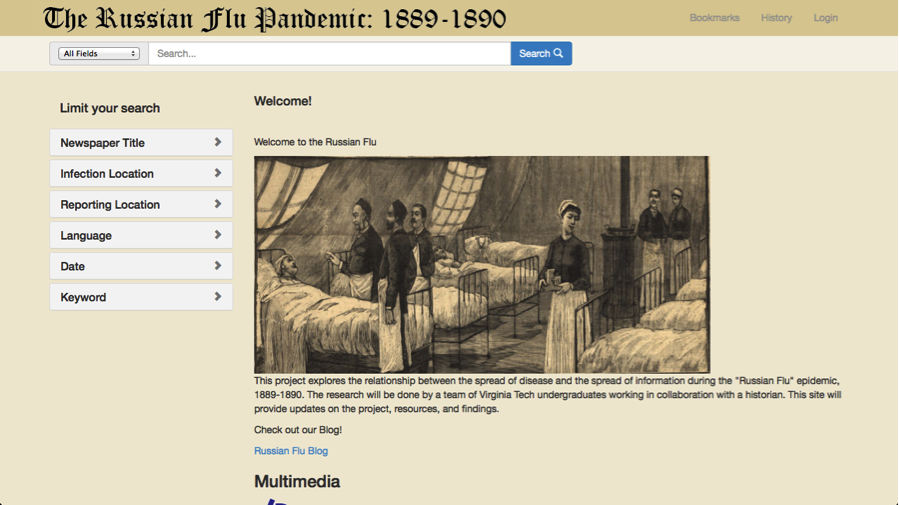 The Russian Flu Pandemic: 1889-1890
Bookmarks History Login
All Fields Search... Search
Limit your search
Newspaper Title
Infection Location
Reporting Location
Language
Date
Keyword
Welcome!
Welcome to the Russian Flu
This project explores the relationship between the spread of disease and the spread of information during the "Russian Flu" epidemic,
1889-1890. The research will be done by a team of Virginia Tech undergraduates working in collaboration with a historian. This site will
provide updates on the project, resources, and findings.
Check out our Blog!
Russian Flu Blog
Multimedia